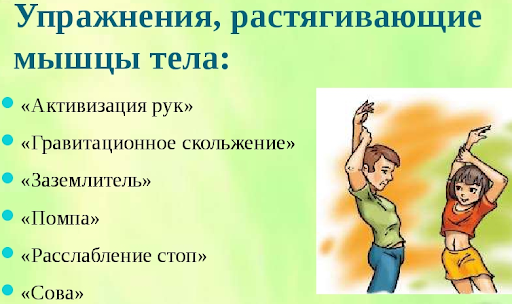 Упражнения, растягивающие
мышцы тела:
«Активизация рук»
«Гравитационное скольжение»
«Заземлитель»
«Помпа»
«Расслабление стоп»
«Сова»